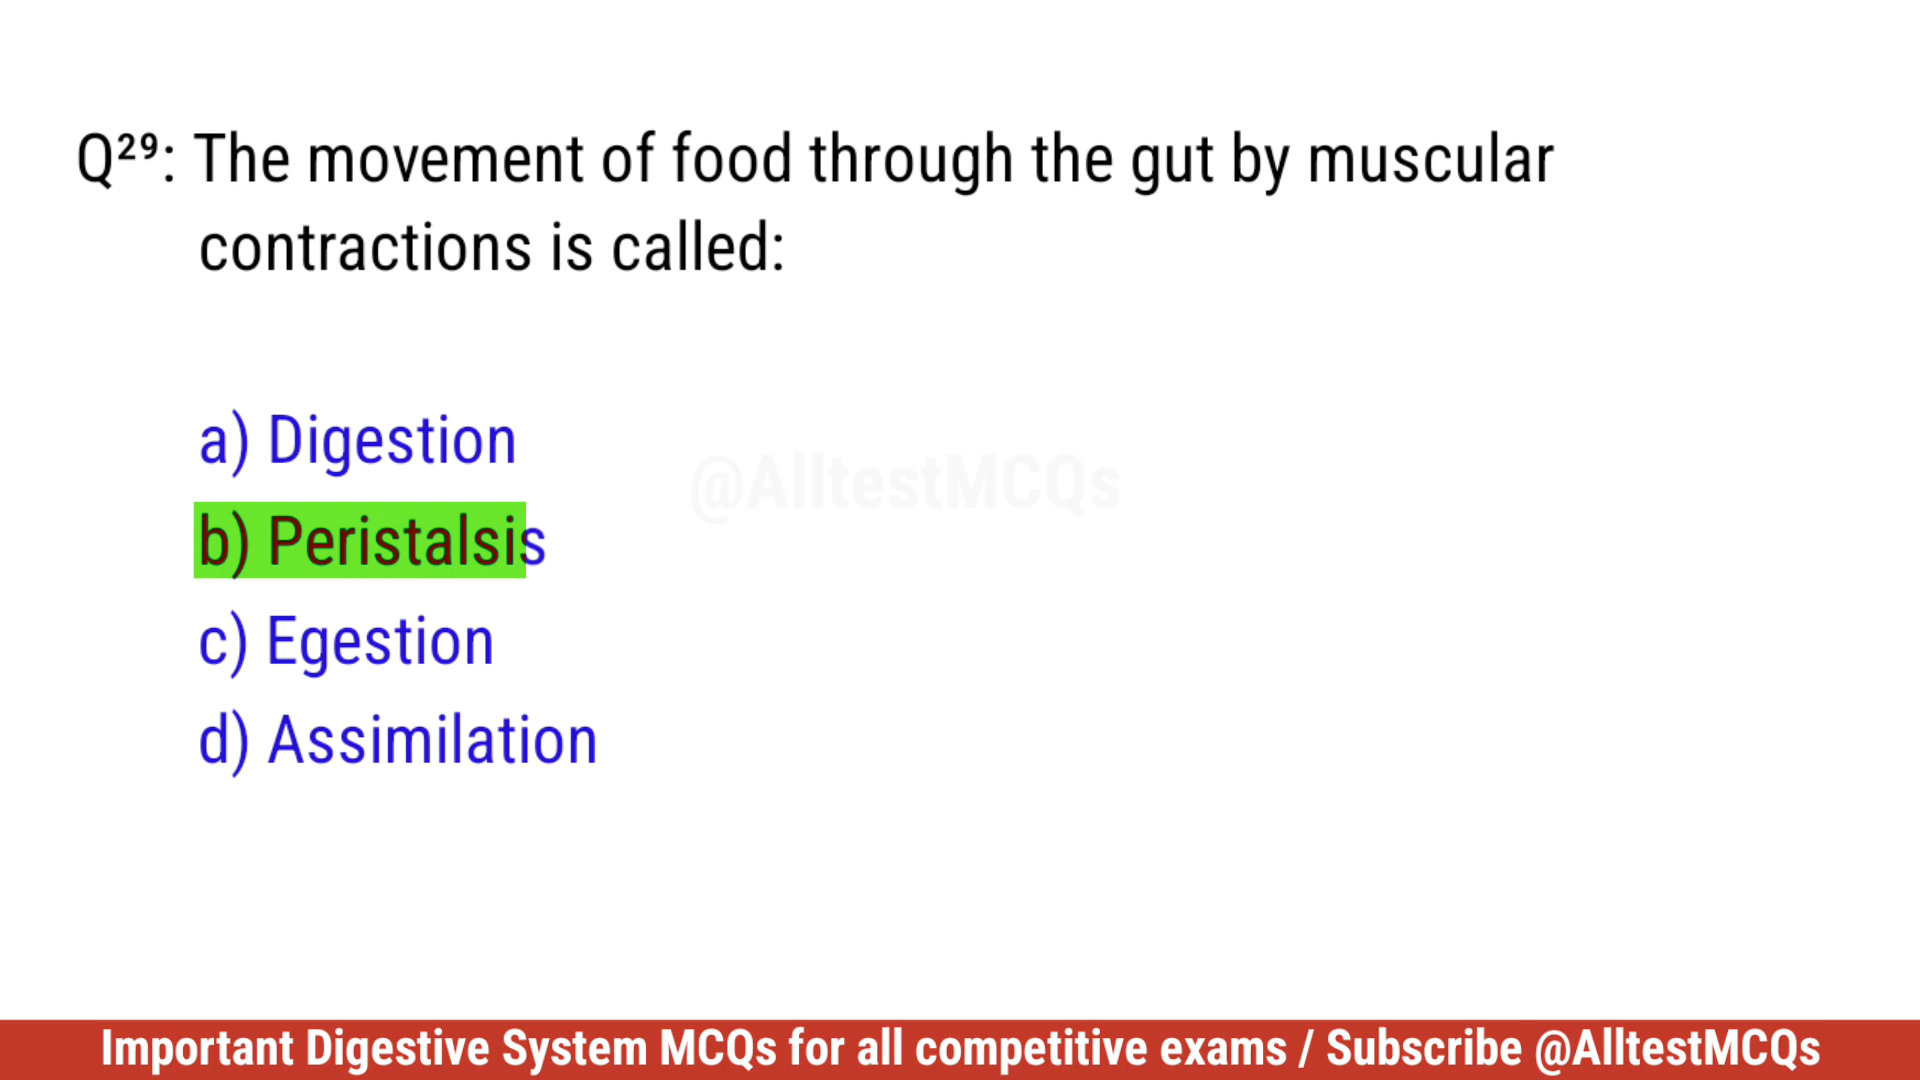 Q²⁹: The movement of food through the gut by muscular
contractions is called:
a) Digestion
@AlltestMCQs
b) Peristalsis
c) Egestion
d) Assimilation
Important Digestive System MCQs for all competitive exams / Subscribe @AlltestMCQs